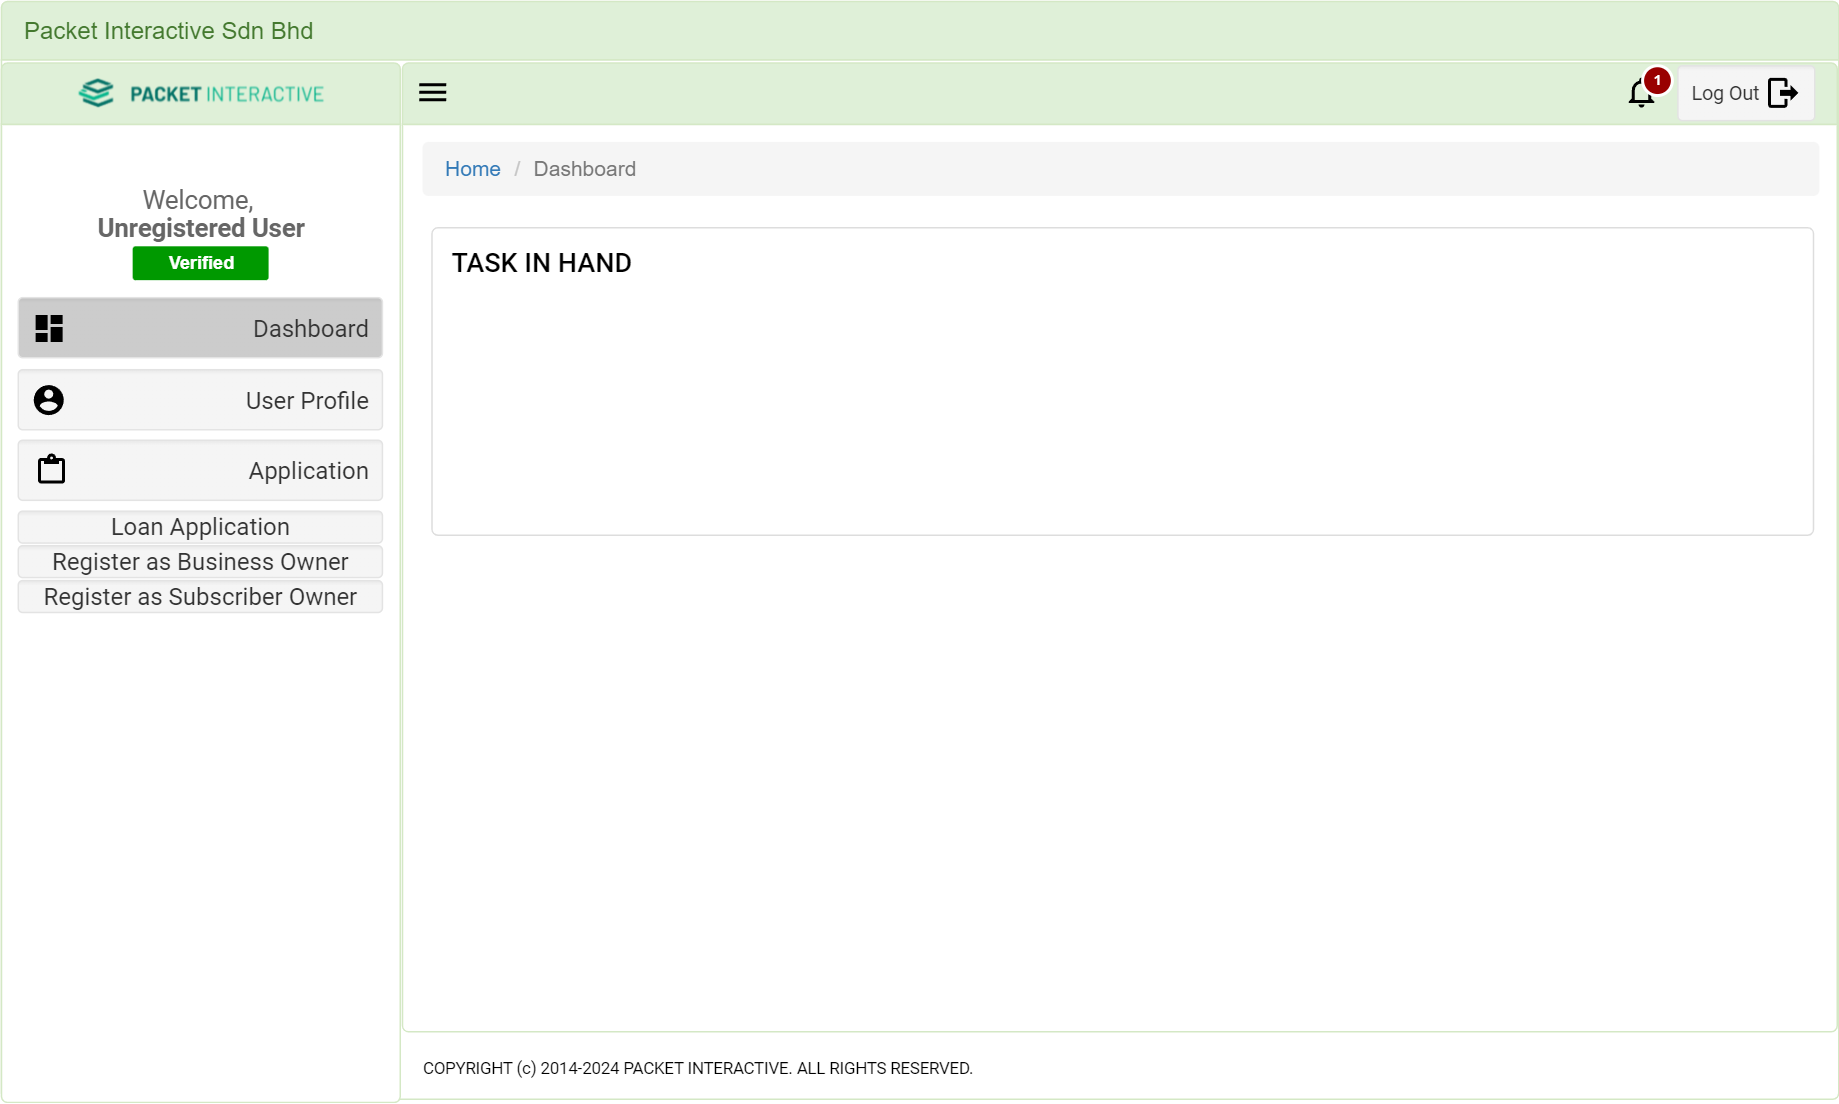 Packet Interactive Sdn Bhd
PACKET INTERACTIVE
1
Log Out
Welcome,
Unregistered User
Verified
Dashboard
User Profile
Application
Loan Application
Register as Business Owner
Register as Subscriber Owner
Home / Dashboard
TASK IN HAND
COPYRIGHT (c) 2014-2024 PACKET INTERACTIVE. ALL RIGHTS RESERVED.